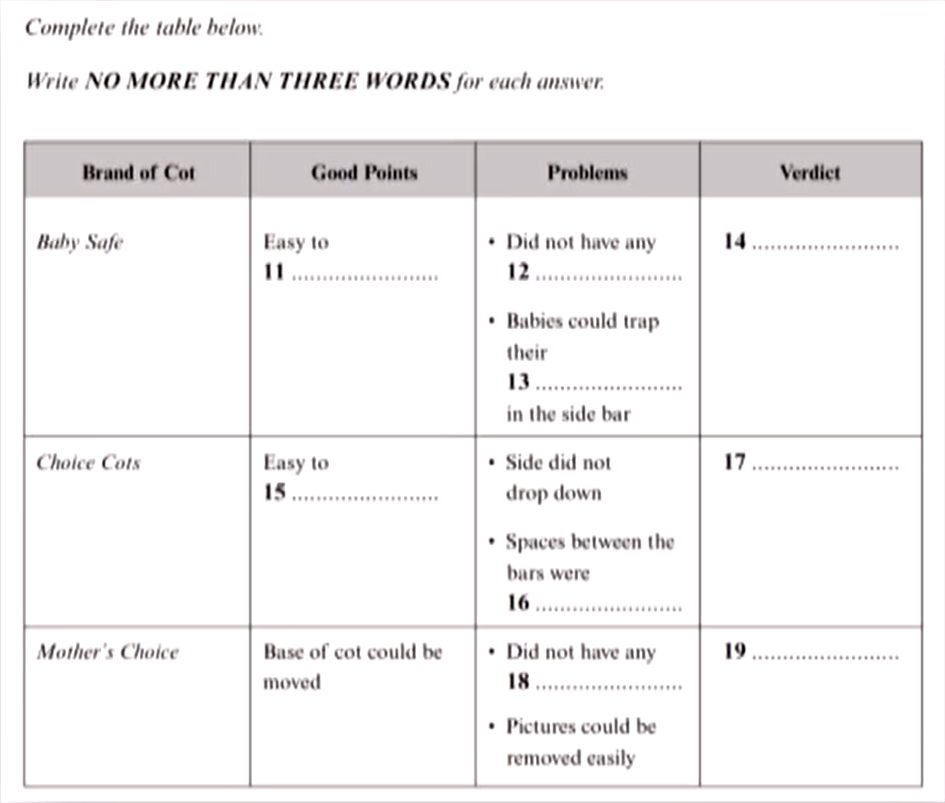 Complete the table below.
Write NO MORE THAN THREE WORDS for each answer.
Brand of Cot
Good Points
Problems
Verdict
Baby Safe
Easy to
11 ........................
• Did not have any
12 ........................
• Babies could trap
their
13 ........................
in the side bar
14 ........................
Choice Cots
Easy to
15 ........................
• Side did not
drop down
• Spaces between the
bars were
16 ........................
17 ........................
Mother's Choice
Base of cot could be
moved
• Did not have any
18 ........................
• Pictures could be
removed easily
19 ........................